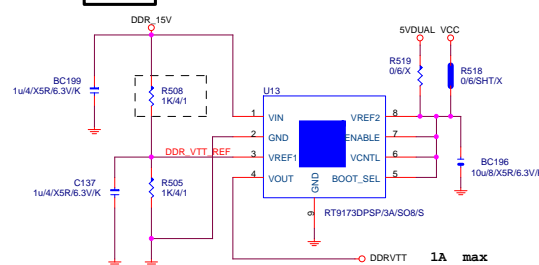 DDR_15V
5VDUAL VCC
BC199
1u/4/X5R/6.3V/K
R508
1K/4/1
R519
0/6/X
R518
0/6/SHT/X
U13
1 VIN VREF2 8
2 GND ENABLE 7
DDR_VTT_REF 3 VREF1 VCNTL 6
4 VOUT BOOT_SEL 5
GND
9
C137
1u/4/X5R/6.3V/K
R505
1K/4/1
BC196
10u/8/X5R/6.3V/
RT9173DPSP/3A/SO8/S
DDRVTT 1A max